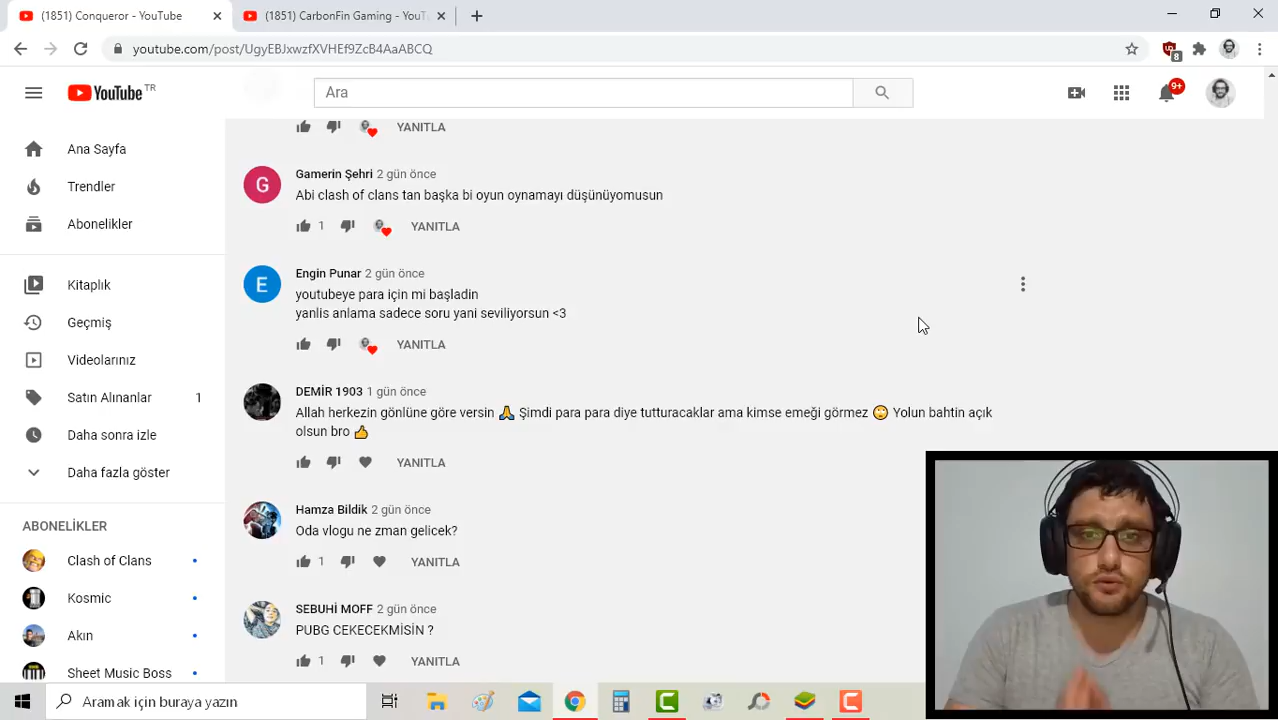 (1851) Conqueror - YouTube
(1851) CarbonFin Gaming - YouT
youtube.com/post/UgyEBJxwzfXVHEf9ZcB4AaABCQ
8
YouTube TR
Ara
9+
Ana Sayfa
Trendler
Abonelikler
Kitaplık
Geçmiş
Videolarınız
Satın Alınanlar 1
Daha sonra izle
Daha fazla göster
ABONELİKLER
Clash of Clans
Kosmic
Akın
Sheet Music Boss
YANITLA
G
Gamerin Şehri 2 gün önce
Abi clash of clans tan başka bi oyun oynamayı düşünüyomusun
1 YANITLA
E
Engin Punar 2 gün önce
youtubeye para için mi başladin
yanlis anlama sadece soru yani seviliyorsun <3
YANITLA
DEMİR 1903 1 gün önce
Allah herkezin gönlüne göre versin 🙏 Şimdi para para diye tutturacaklar ama kimse emeği görmez 🙄 Yolun bahtin açık
olsun bro 👍
YANITLA
Hamza Bildik 2 gün önce
Oda vlogu ne zman gelicek?
1 YANITLA
SEBUHİ MOFF 2 gün önce
PUBG CEKECEKMİSİN ?
1 YANITLA
Aramak için buraya yazın